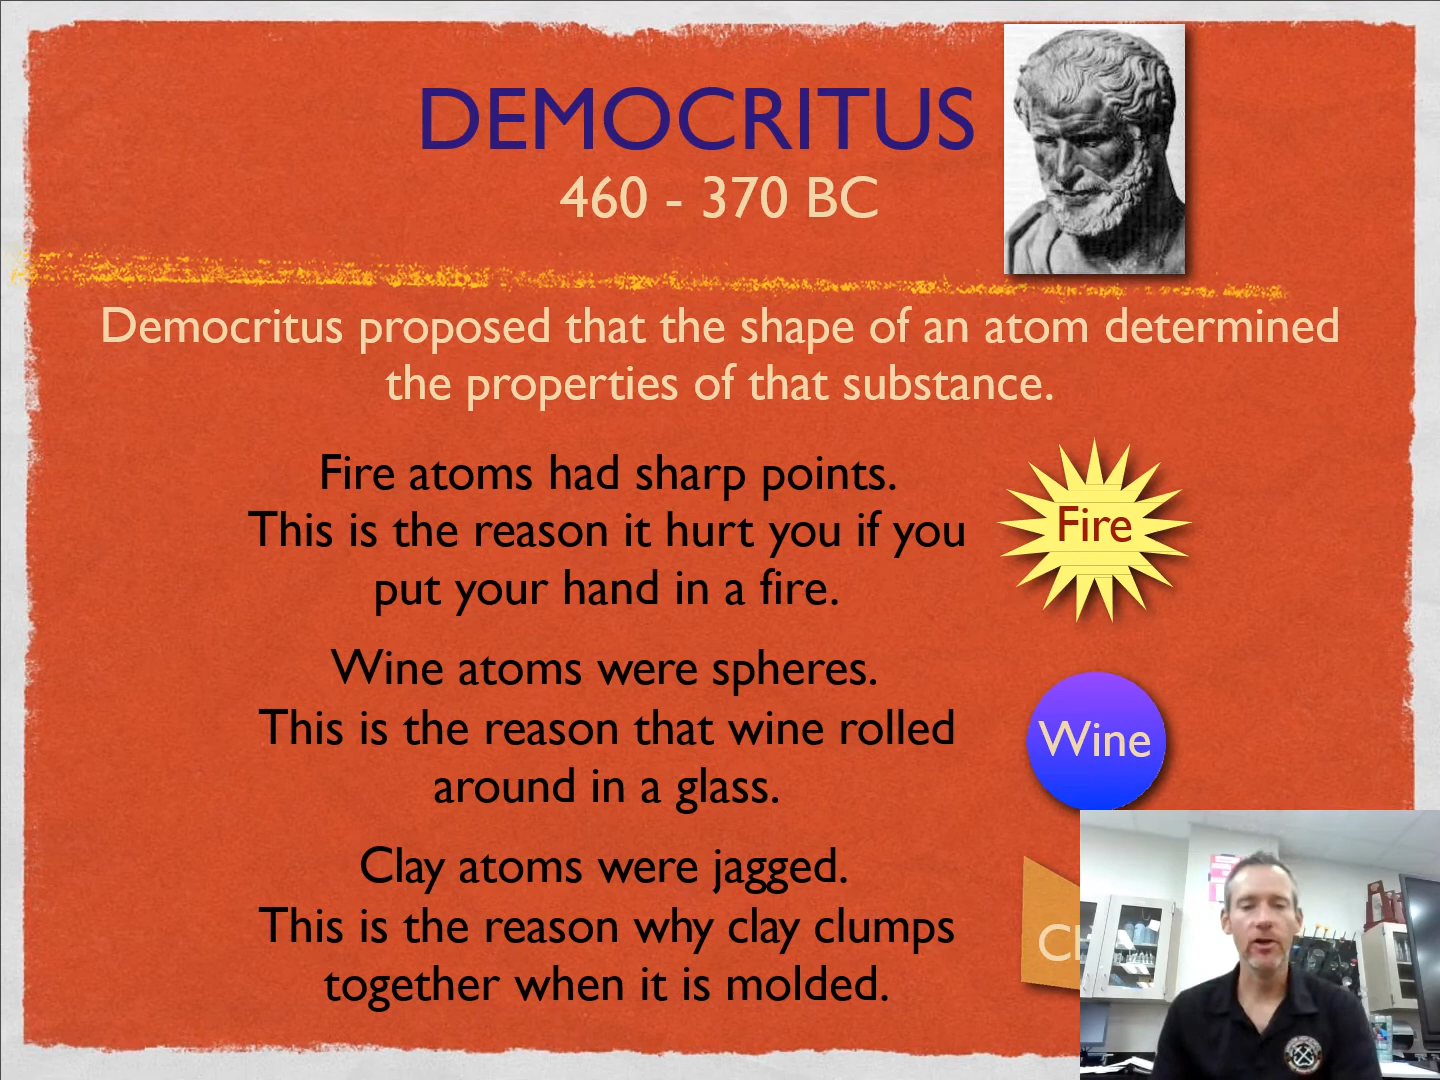 DEMOCRITUS
460 - 370 BC
Democritus proposed that the shape of an atom determined
the properties of that substance.
Fire atoms had sharp points.
This is the reason it hurt you if you
put your hand in a fire.
Fire
Wine atoms were spheres.
This is the reason that wine rolled
around in a glass.
Wine
Clay atoms were jagged.
This is the reason why clay clumps
together when it is molded.